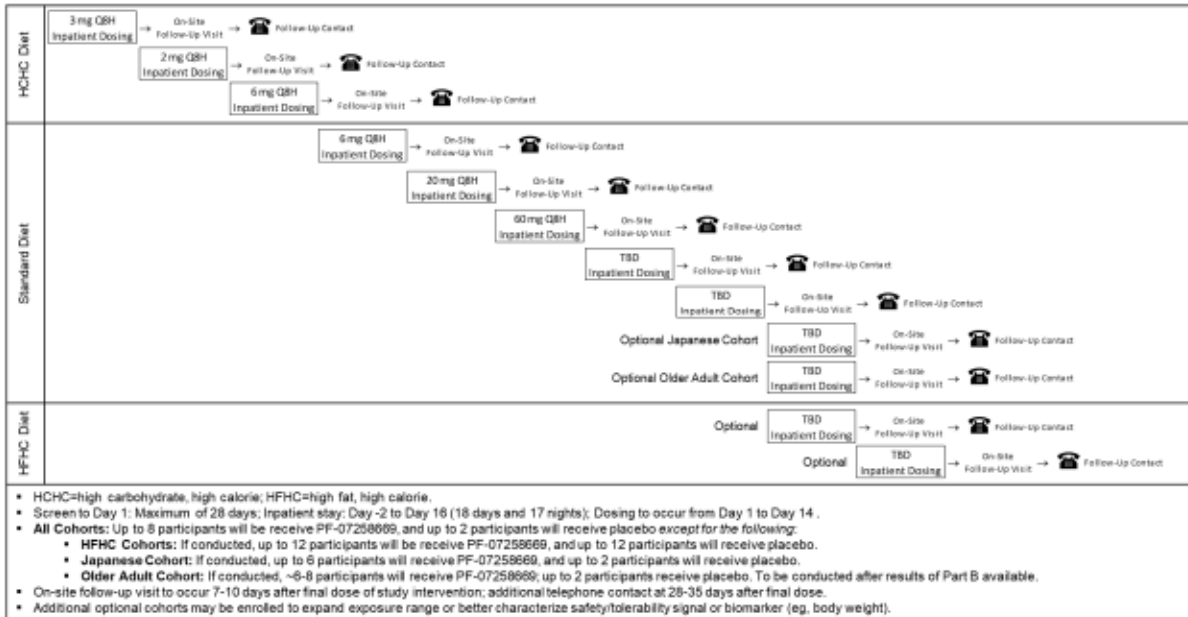 HCHC Diet
3 mg Q8H
Inpatient Dosing
→ On-Site
Follow-Up Visit → Follow-Up Contact
2 mg Q8H
Inpatient Dosing
→ On-Site
Follow-Up Visit → Follow-Up Contact
6 mg Q8H
Inpatient Dosing
→ On-Site
Follow-Up Visit → Follow-Up Contact
Standard Diet
6 mg Q8H
Inpatient Dosing
→ On-Site
Follow-Up Visit → Follow-Up Contact
20 mg Q8H
Inpatient Dosing
→ On-Site
Follow-Up Visit → Follow-Up Contact
60 mg Q8H
Inpatient Dosing
→ On-Site
Follow-Up Visit → Follow-Up Contact
TBD
Inpatient Dosing
→ On-Site
Follow-Up Visit → Follow-Up Contact
TBD
Inpatient Dosing
→ On-Site
Follow-Up Visit → Follow-Up Contact
Optional Japanese Cohort
TBD
Inpatient Dosing
→ On-Site
Follow-Up Visit → Follow-Up Contact
Optional Older Adult Cohort
TBD
Inpatient Dosing
→ On-Site
Follow-Up Visit → Follow-Up Contact
HFHC Diet
Optional
TBD
Inpatient Dosing
→ On-Site
Follow-Up Visit → Follow-Up Contact
Optional
TBD
Inpatient Dosing
→ On-Site
Follow-Up Visit → Follow-Up Contact
▪ HCHC=high carbohydrate, high calorie; HFHC=high fat, high calorie.
▪ Screen to Day 1: Maximum of 28 days; Inpatient stay: Day -2 to Day 16 (18 days and 17 nights); Dosing to occur from Day 1 to Day 14 .
▪ All Cohorts: Up to 8 participants will be receive PF-07258669, and up to 2 participants will receive placebo except for the following:
▪ HFHC Cohorts: If conducted, up to 12 participants will be receive PF-07258669, and up to 12 participants will receive placebo.
▪ Japanese Cohort: If conducted, up to 6 participants will receive PF-07258669, and up to 2 participants will receive placebo.
▪ Older Adult Cohort: If conducted, ~6-8 participants will receive PF-07258669; up to 2 participants receive placebo. To be conducted after results of Part B available.
▪ On-site follow-up visit to occur 7-10 days after final dose of study intervention; additional telephone contact at 28-35 days after final dose.
▪ Additional optional cohorts may be enrolled to expand exposure range or better characterize safety/tolerability signal or biomarker (eg, body weight).